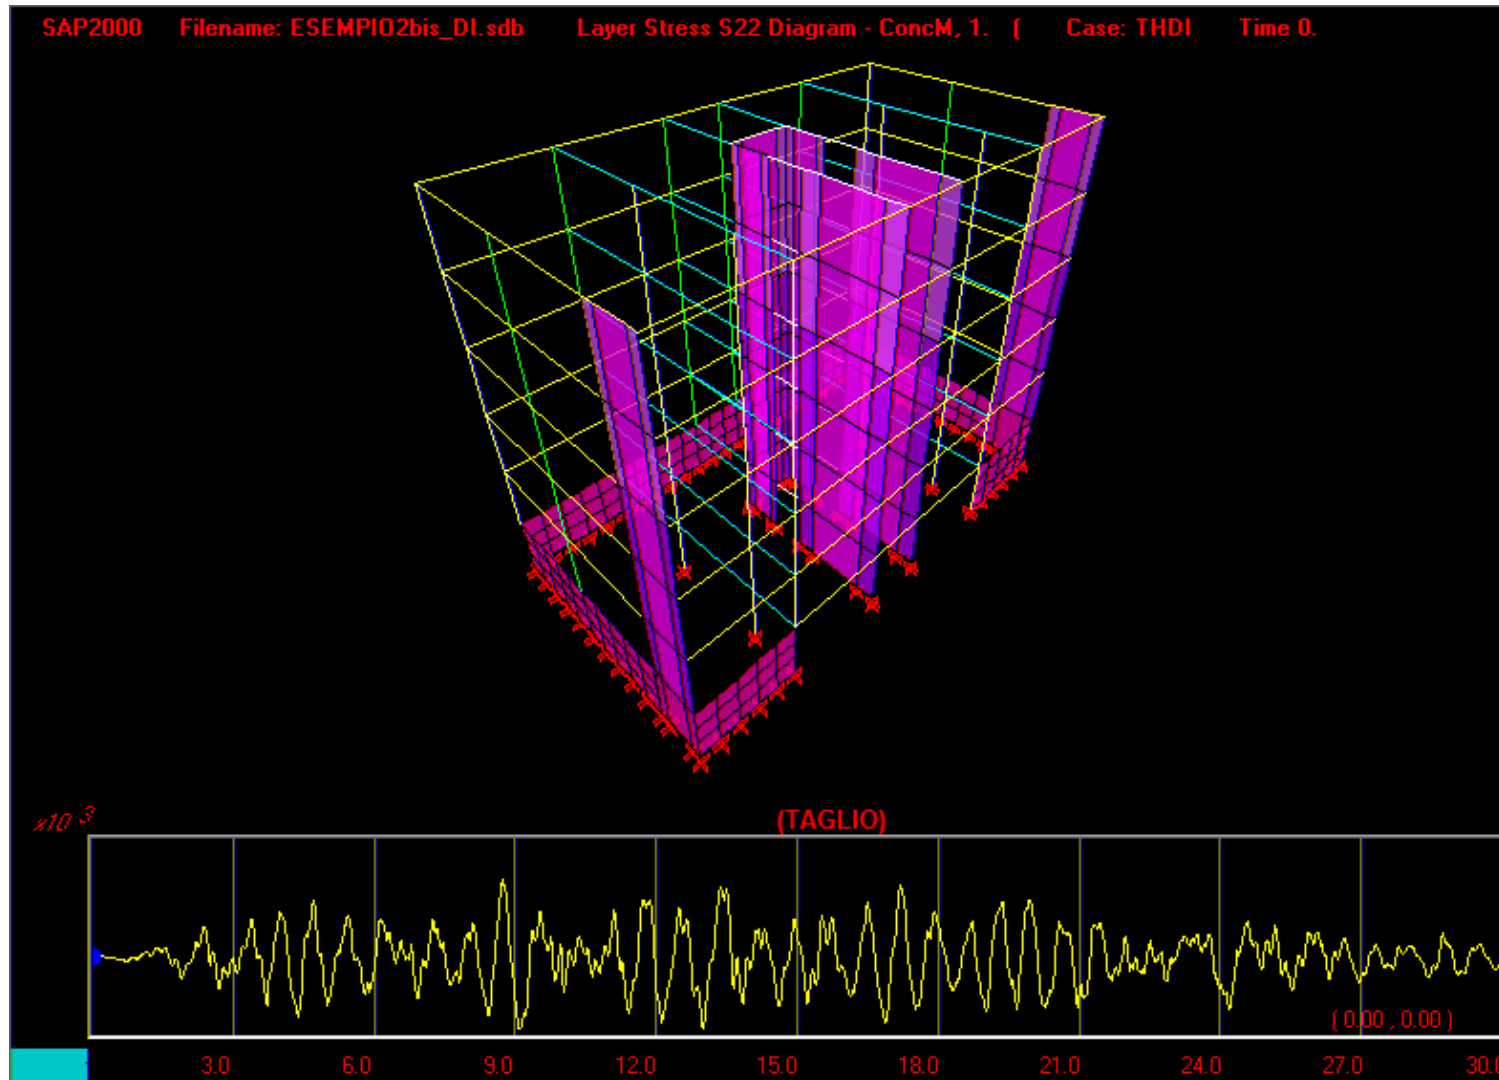 SAP2000 Filename: ESEMPIO2bis_DI.sdb Layer Stress S22 Diagram - ConcM, 1. ( Case: THDI Time 0.
x10 3
(TAGLIO)
( 0.00 , 0.00 )
3.0 6.0 9.0 12.0 15.0 18.0 21.0 24.0 27.0 30.0